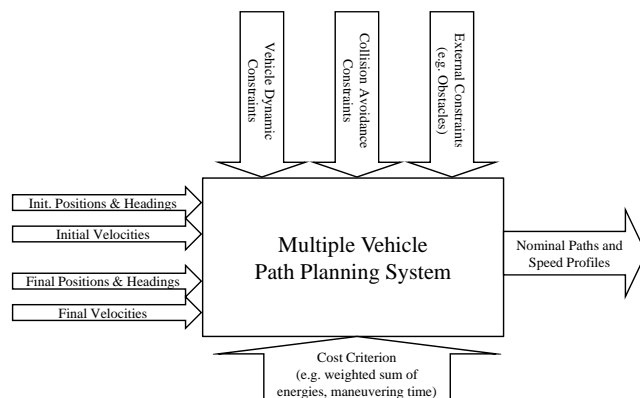 Vehicle Dynamic
Constraints
Collision Avoidance
Constraints
External Constraints
(e.g. Obstacles)
Init. Positions & Headings
Initial Velocities
Final Positions & Headings
Final Velocities
Multiple Vehicle
Path Planning System
Nominal Paths and
Speed Profiles
Cost Criterion
(e.g. weighted sum of
energies, maneuvering time)